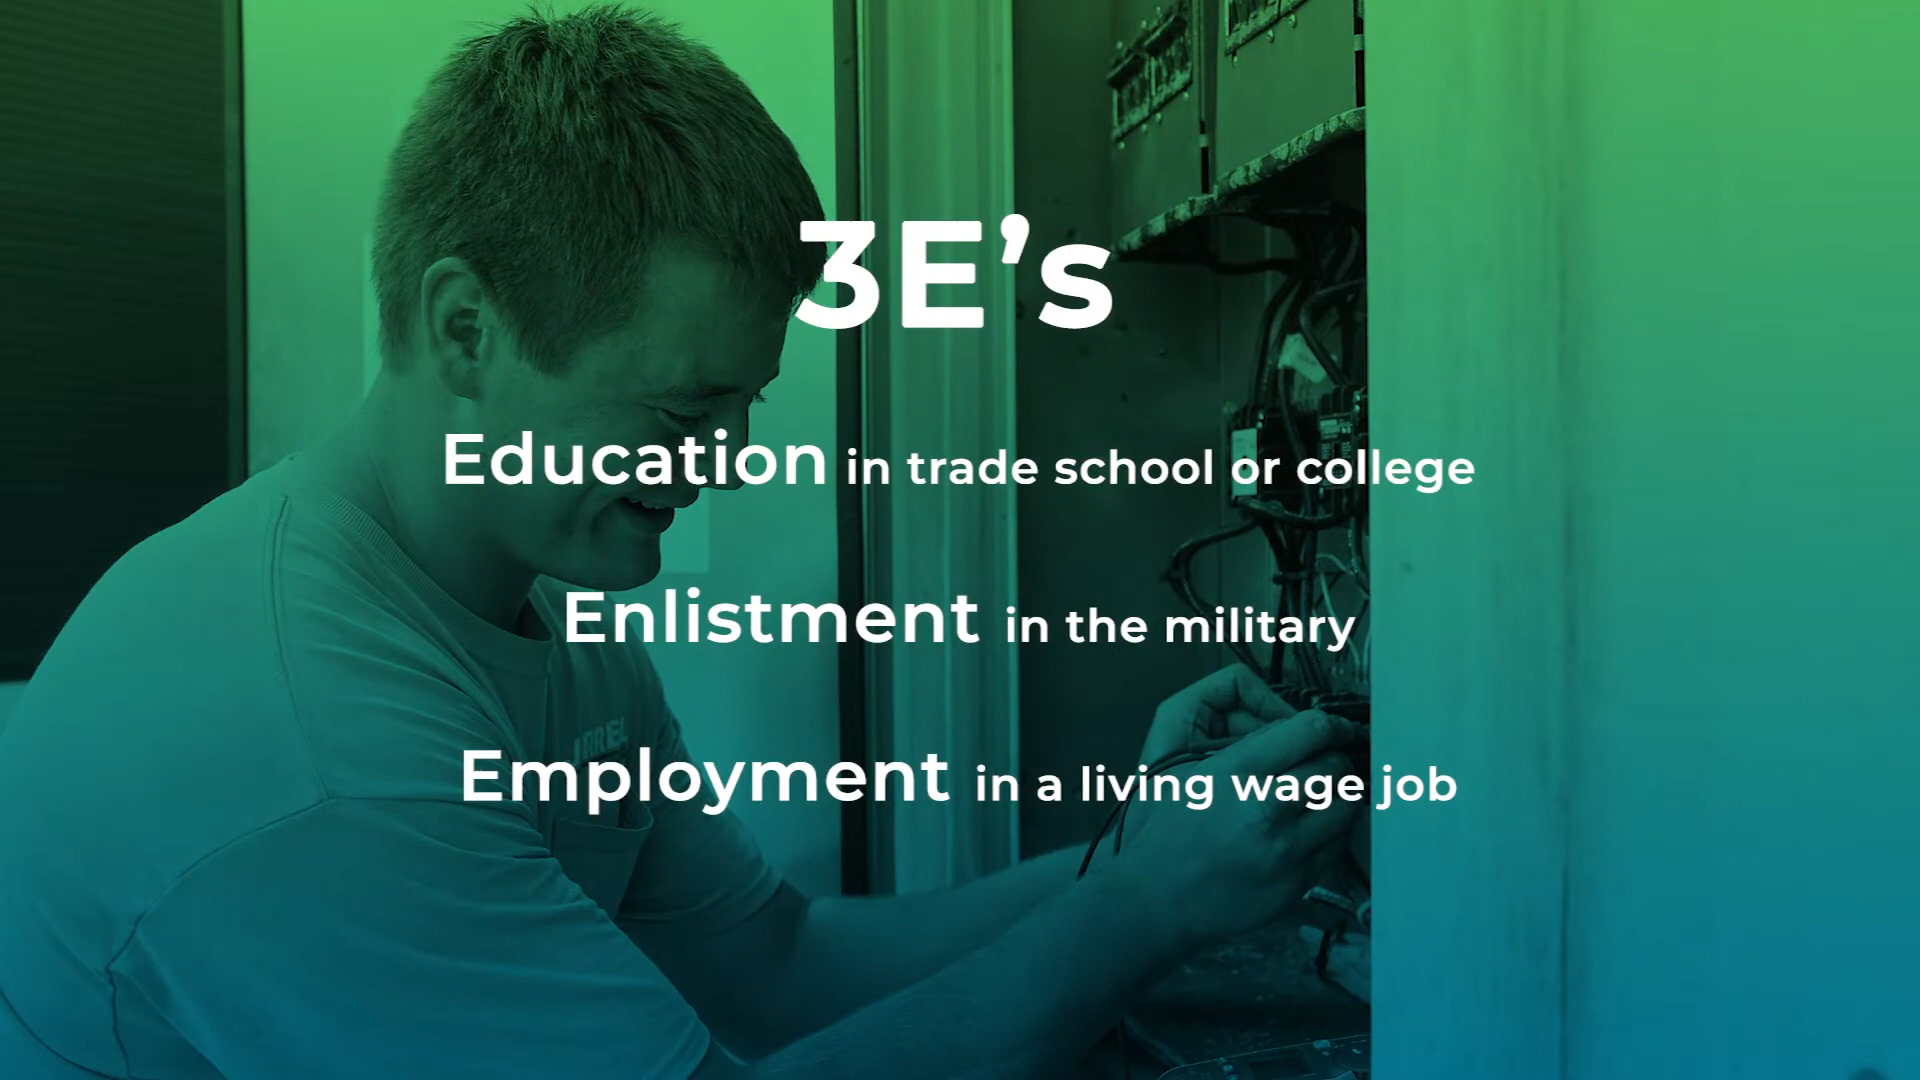 3E's
Education in trade school or college
Enlistment in the military
Employment in a living wage job